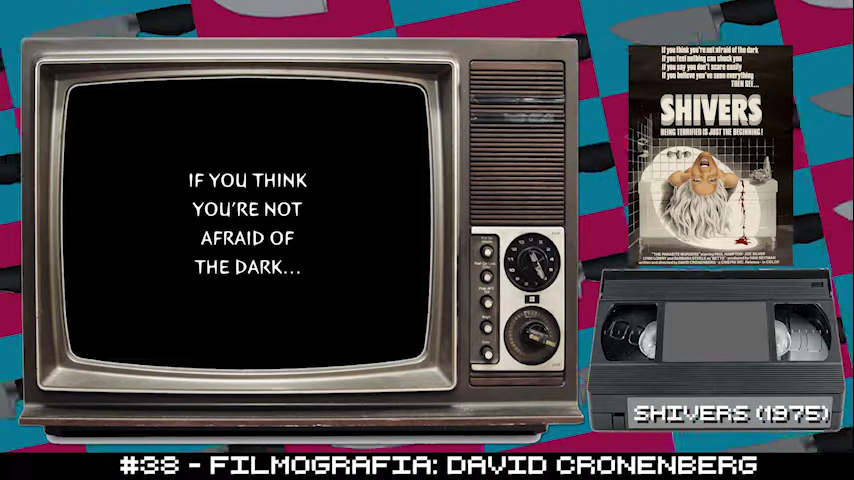 IF YOU THINK
YOU'RE NOT
AFRAID OF
THE DARK...
If you think you're not afraid of the dark
If you feel nothing can shock you
If you say you don't scare easily
If you believe you've seen everything
THEN SEE...
SHIVERS
BEING TERRIFIED IS JUST THE BEGINNING!
SHIVERS (1975)
#38 - FILMOGRAFIA: DAVID CRONENBERG